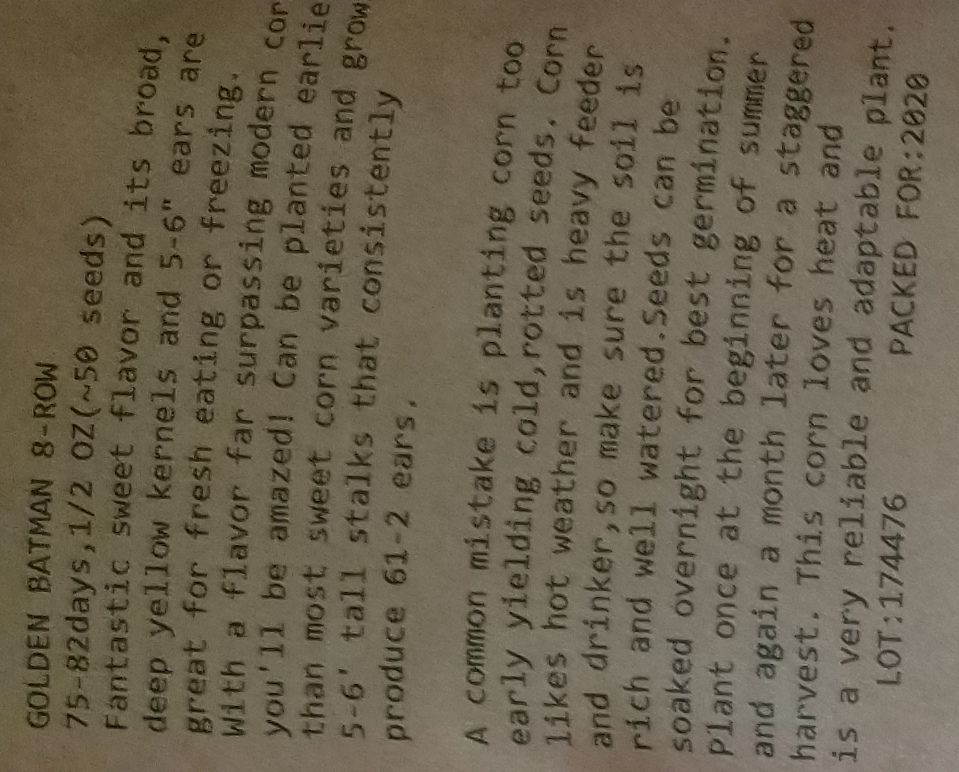 GOLDEN BATMAN 8-ROW
75-82days,1/2 OZ(~50 seeds)
Fantastic sweet flavor and its broad,
deep yellow kernels and 5-6" ears are
great for fresh eating or freezing.
With a flavor far surpassing modern cor
you'll be amazed! Can be planted earlie
than most sweet corn varieties and grow
5-6' tall stalks that consistently
produce 61-2 ears.
A common mistake is planting corn too
early yielding cold,rotted seeds. Corn
likes hot weather and is heavy feeder
and drinker,so make sure the soil is
rich and well watered.Seeds can be
soaked overnight for best germination.
Plant once at the beginning of summer
and again a month later for a staggered
harvest. This corn loves heat and
is a very reliable and adaptable plant.
LOT:174476 PACKED FOR:2020